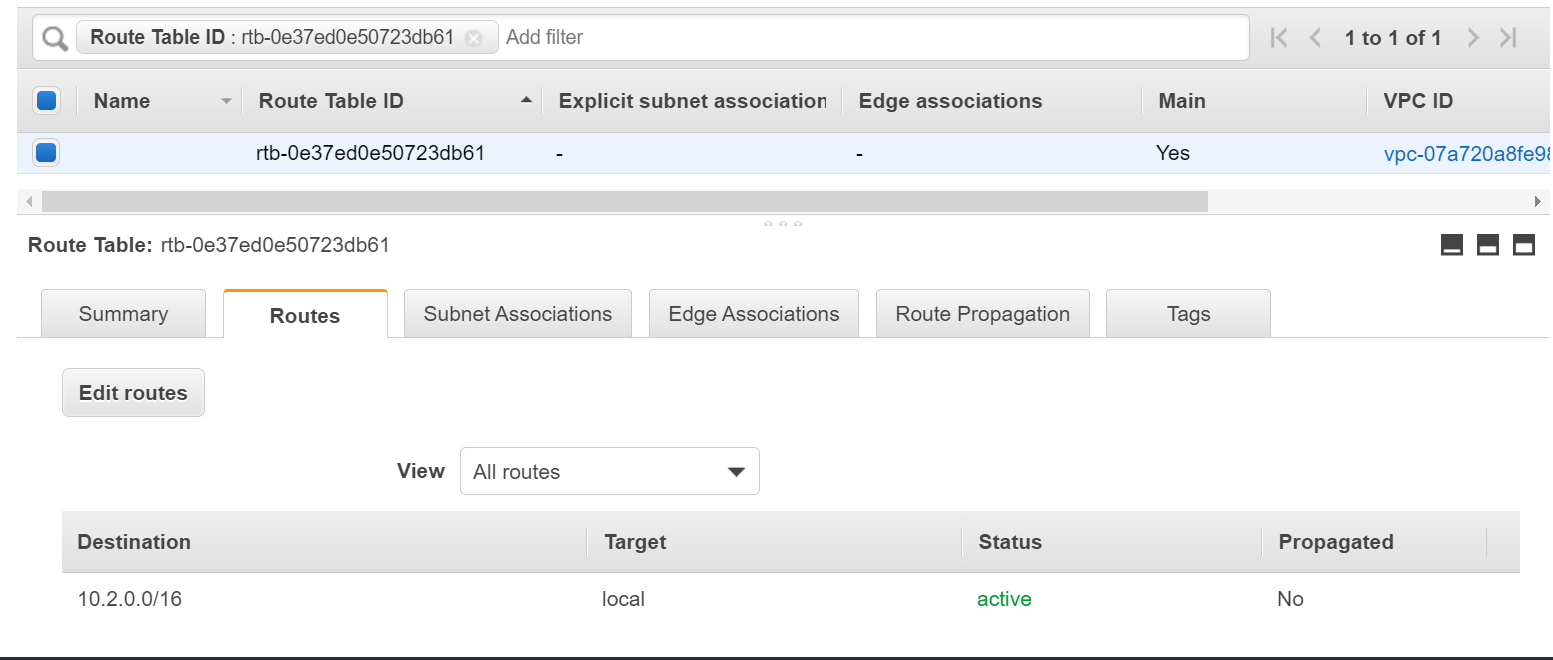 Route Table ID : rtb-0e37ed0e50723db61 Add filter 1 to 1 of 1
Name Route Table ID Explicit subnet association Edge associations Main VPC ID
rtb-0e37ed0e50723db61 - - Yes vpc-07a720a8fe98
Route Table: rtb-0e37ed0e50723db61
Summary Routes Subnet Associations Edge Associations Route Propagation Tags
Edit routes
View All routes
Destination Target Status Propagated
10.2.0.0/16 local active No